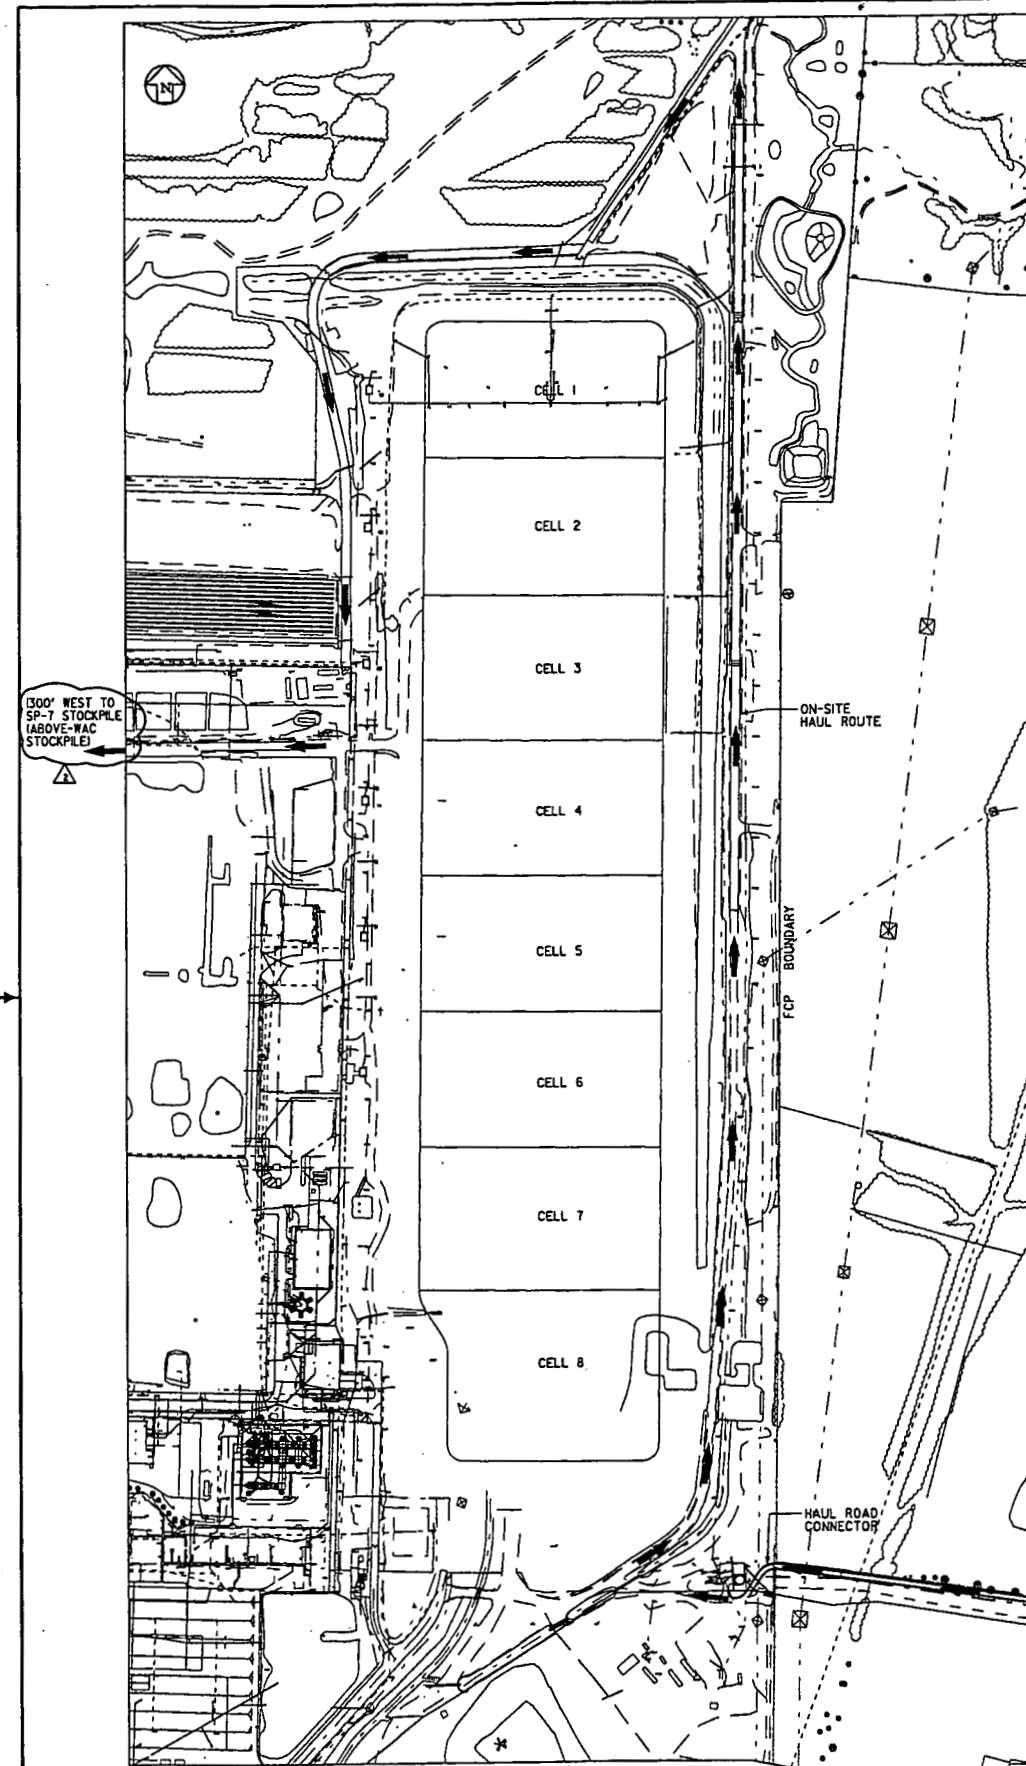 N
CELL 1
CELL 2
CELL 3
1300' WEST TO
SP-7 STOCKPILE
(ABOVE-WAC
STOCKPILE)
2
ON-SITE
HAUL ROUTE
CELL 4
CELL 5
FCP BOUNDARY
CELL 6
CELL 7
CELL 8
HAUL ROAD
CONNECTOR